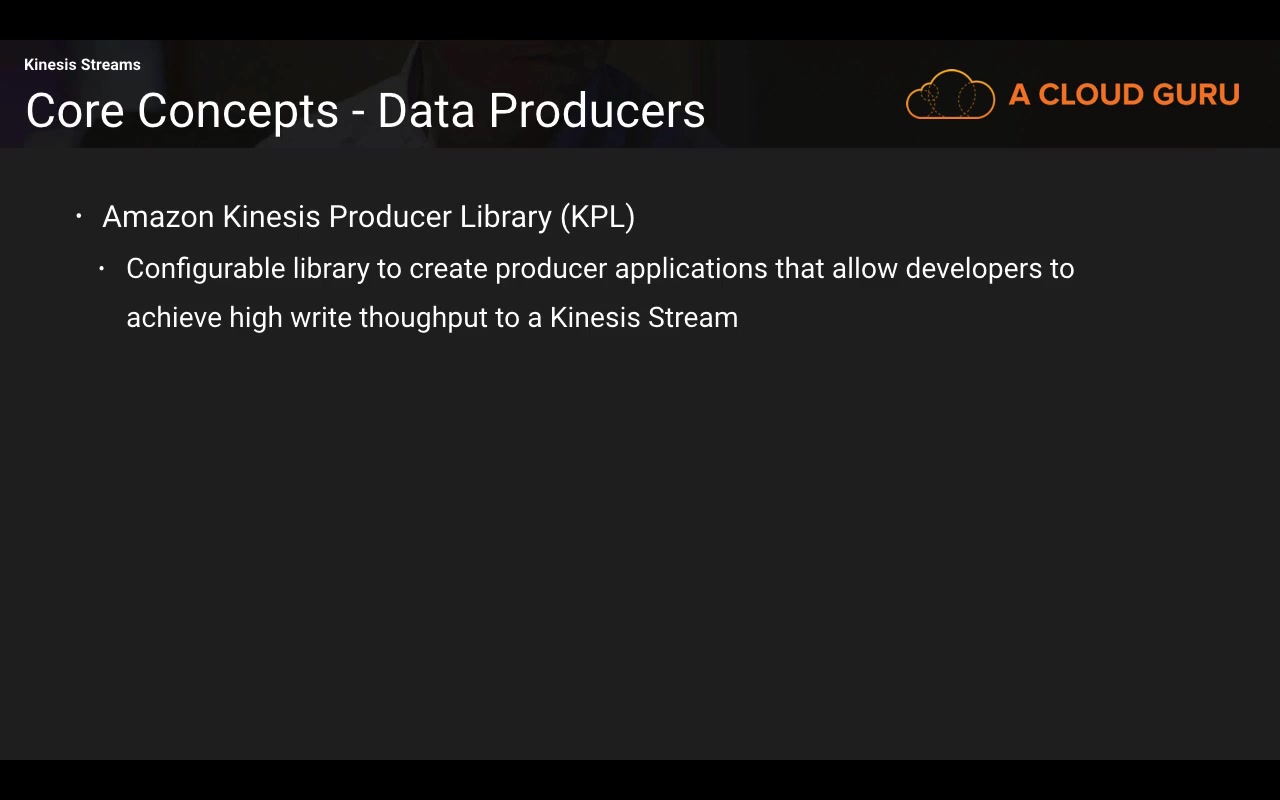 Kinesis Streams
Core Concepts - Data Producers
A CLOUD GURU
• Amazon Kinesis Producer Library (KPL)
• Configurable library to create producer applications that allow developers to
achieve high write thoughput to a Kinesis Stream